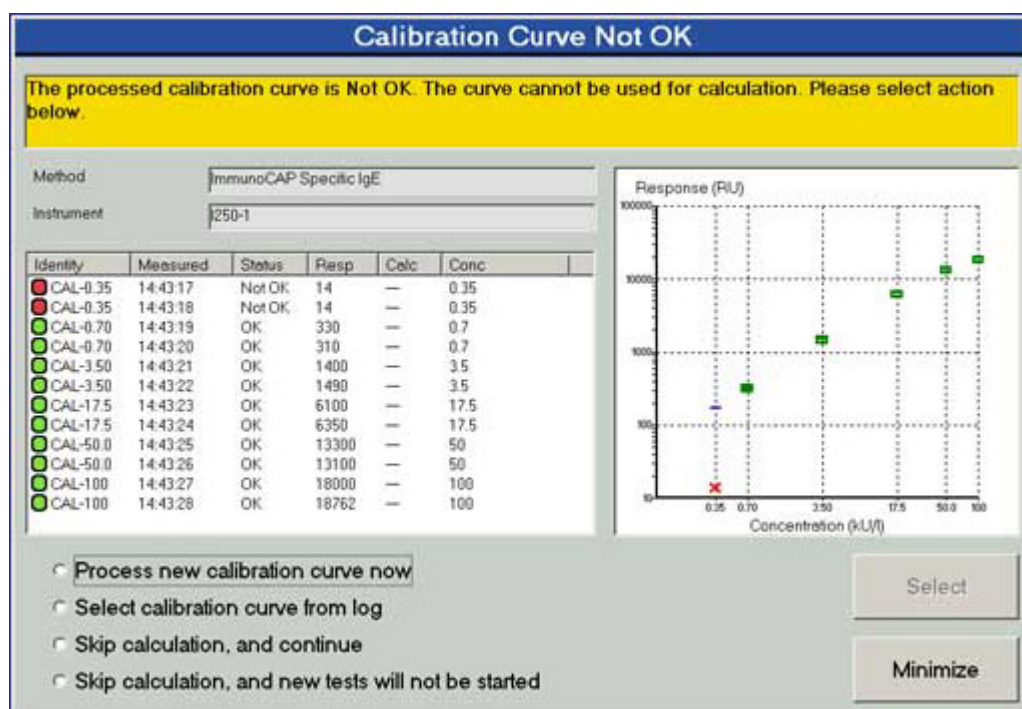 Calibration Curve Not OK
The processed calibration curve is Not OK. The curve cannot be used for calculation. Please select action
below.
Method ImmunoCAP Specific IgE
Instrument I250-1
Identity Measured Status Resp Calc Conc
CAL-0.35 14:43:17 Not OK 14 — 0.35
CAL-0.35 14:43:18 Not OK 14 — 0.35
CAL-0.70 14:43:19 OK 330 — 0.7
CAL-0.70 14:43:20 OK 310 — 0.7
CAL-3.50 14:43:21 OK 1400 — 3.5
CAL-3.50 14:43:22 OK 1490 — 3.5
CAL-17.5 14:43:23 OK 6100 — 17.5
CAL-17.5 14:43:24 OK 6350 — 17.5
CAL-50.0 14:43:25 OK 13300 — 50
CAL-50.0 14:43:26 OK 13100 — 50
CAL-100 14:43:27 OK 18000 — 100
CAL-100 14:43:28 OK 18762 — 100
Response (RU)
100000
10000
1000
100
10
0.35 0.70 3.50 17.5 50.0 100
Concentration (kU/l)
Process new calibration curve now
Select calibration curve from log
Skip calculation, and continue
Skip calculation, and new tests will not be started
Select
Minimize